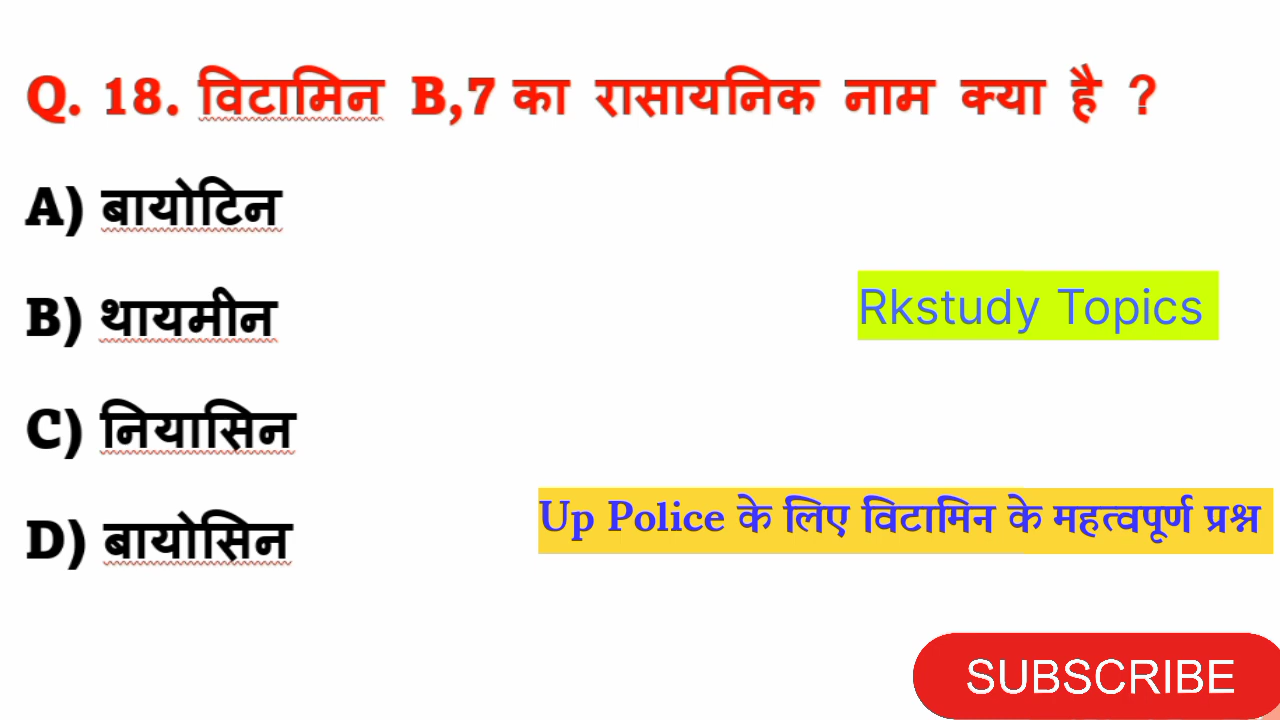 Q. 18. विटामिन B,7 का रासायनिक नाम क्या है ?
A) बायोटिन
B) थायमीन
Rkstudy Topics
C) नियासिन
Up Police के लिए विटामिन के महत्वपूर्ण प्रश्न
D) बायोसिन
SUBSCRIBE